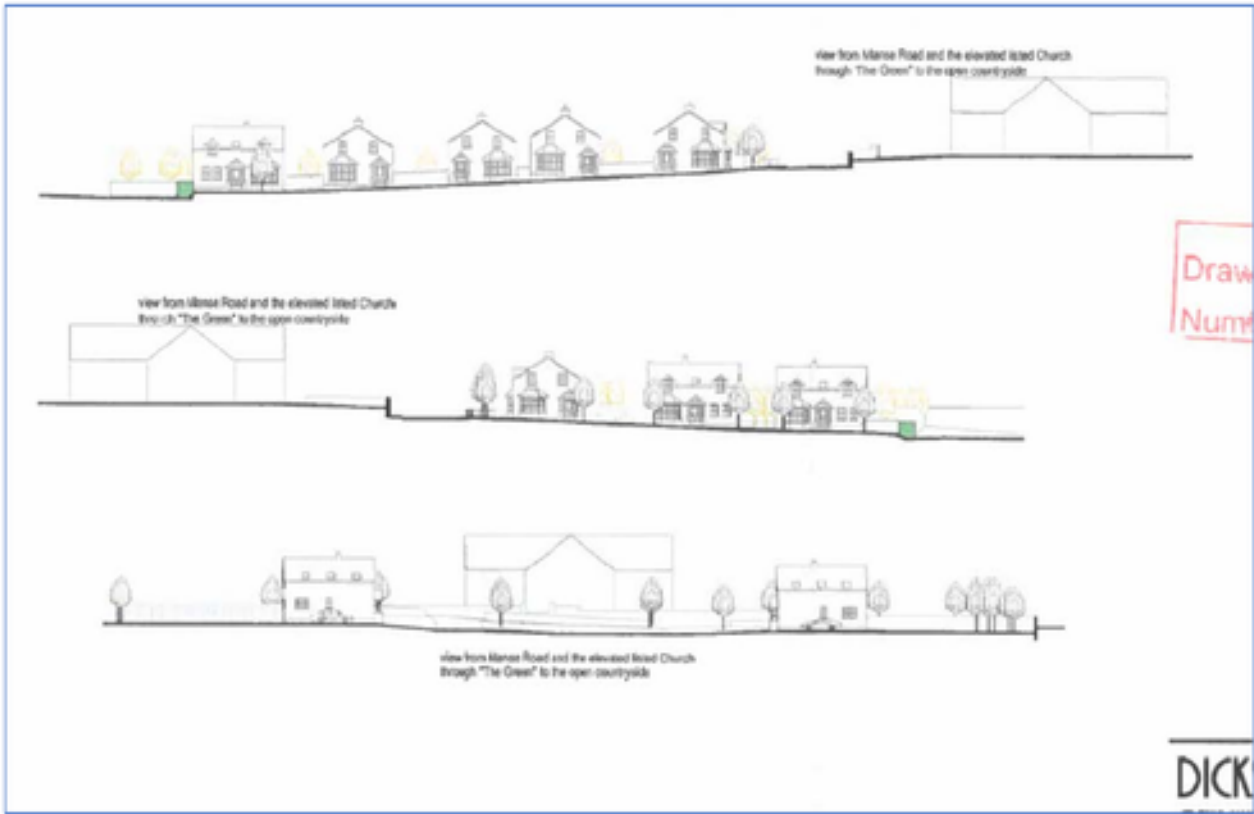 view from Manse Road and the elevated listed Church
through "The Green" to the open countryside
Draw
view from Manse Road and the elevated listed Church
through "The Green" to the open countryside
view from Manse Road and the elevated listed Church
through "The Green" to the open countryside
DICK